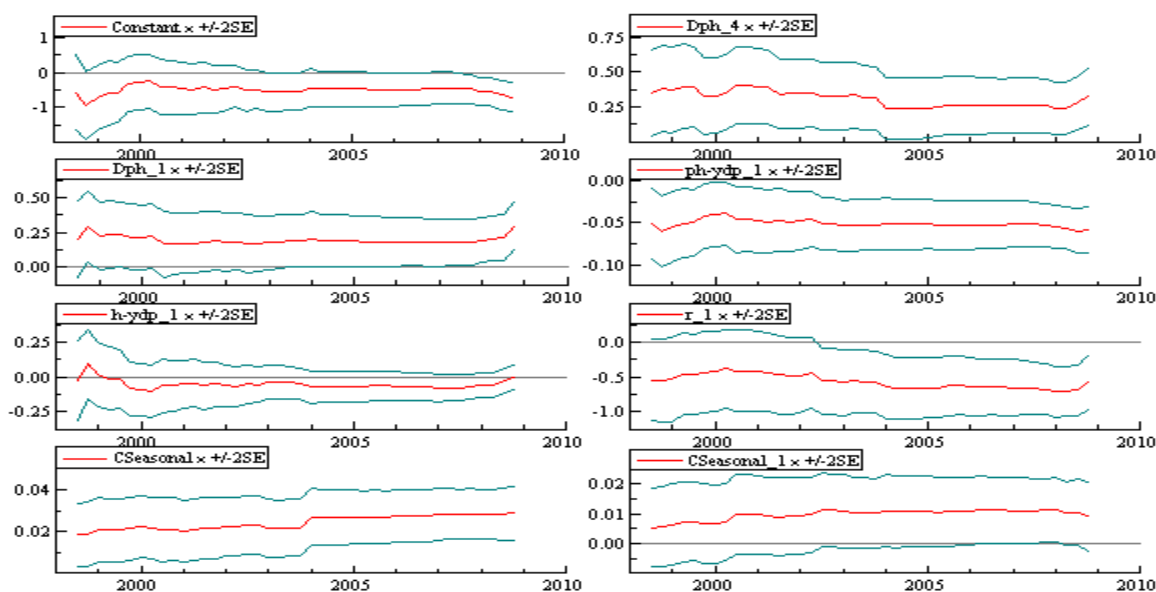 Constant × +/-2SE
1
0
-1
2000 2005 2010
Dph_4 × +/-2SE
0.75
0.50
0.25
2000 2005 2010
Dph_1 × +/-2SE
0.50
0.25
0.00
2000 2005 2010
ph-ydp_1 × +/-2SE
0.00
-0.05
-0.10
2000 2005 2010
h-ydp_1 × +/-2SE
0.25
0.00
-0.25
2000 2005 2010
r_1 × +/-2SE
0.0
-0.5
-1.0
2000 2005 2010
CSeasonal × +/-2SE
0.04
0.02
2000 2005 2010
CSeasonal_1 × +/-2SE
0.02
0.01
0.00
2000 2005 2010